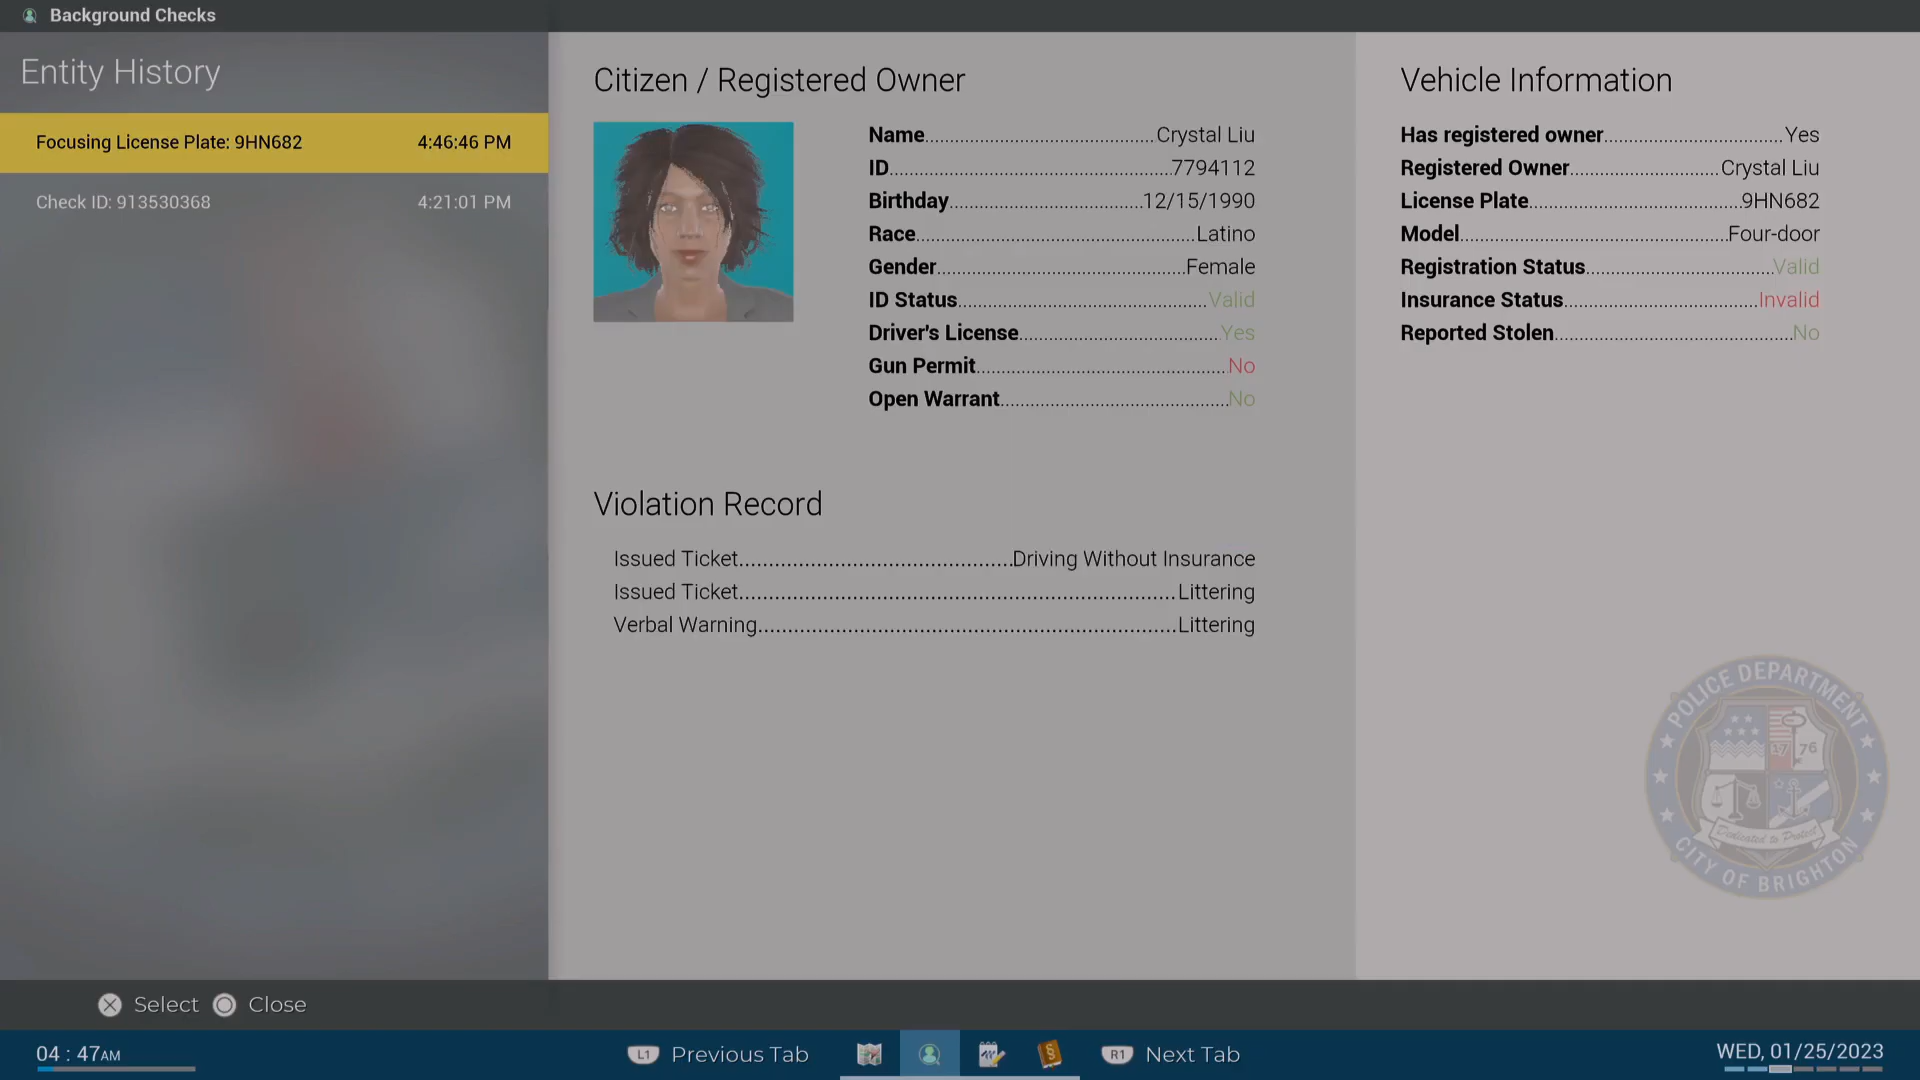 Background Checks
Entity History
Focusing License Plate: 9HN682 4:46:46 PM
Check ID: 913530368 4:21:01 PM
Citizen / Registered Owner
Name Crystal Liu
ID 7794112
Birthday 12/15/1990
Race Latino
Gender Female
ID Status Valid
Driver's License Yes
Gun Permit No
Open Warrant No
Violation Record
Issued Ticket Driving Without Insurance
Issued Ticket Littering
Verbal Warning Littering
Vehicle Information
Has registered owner Yes
Registered Owner Crystal Liu
License Plate 9HN682
Model Four-door
Registration Status Valid
Insurance Status Invalid
Reported Stolen No
POLICE DEPARTMENT
17 76
Dedicated to Protect
CITY OF BRIGHTON
Select Close
04 : 47AM
L1 Previous Tab
R1 Next Tab
WED, 01/25/2023